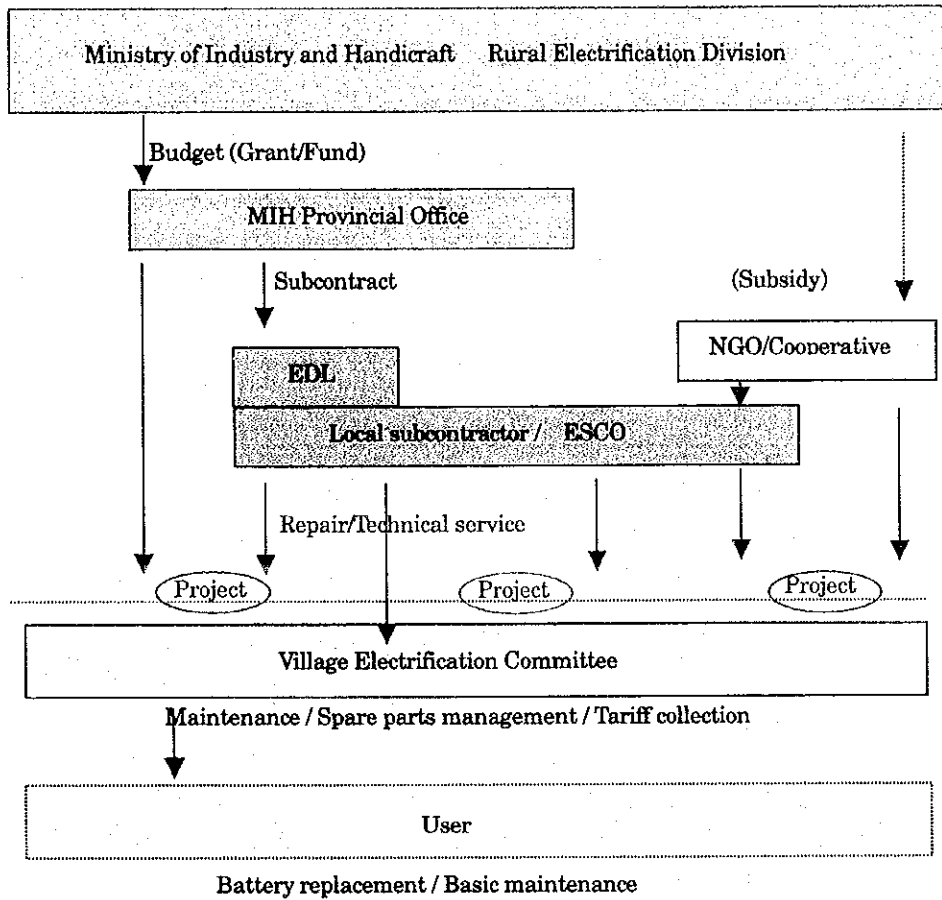 Ministry of Industry and Handicraft Rural Electrification Division
Budget (Grant/Fund)
MIH Provincial Office
Subcontract
(Subsidy)
NGO/Cooperative
EDL
Local subcontractor / ESCO
Repair/Technical service
Project
Project
Project
Village Electrification Committee
Maintenance / Spare parts management / Tariff collection
User
Battery replacement / Basic maintenance